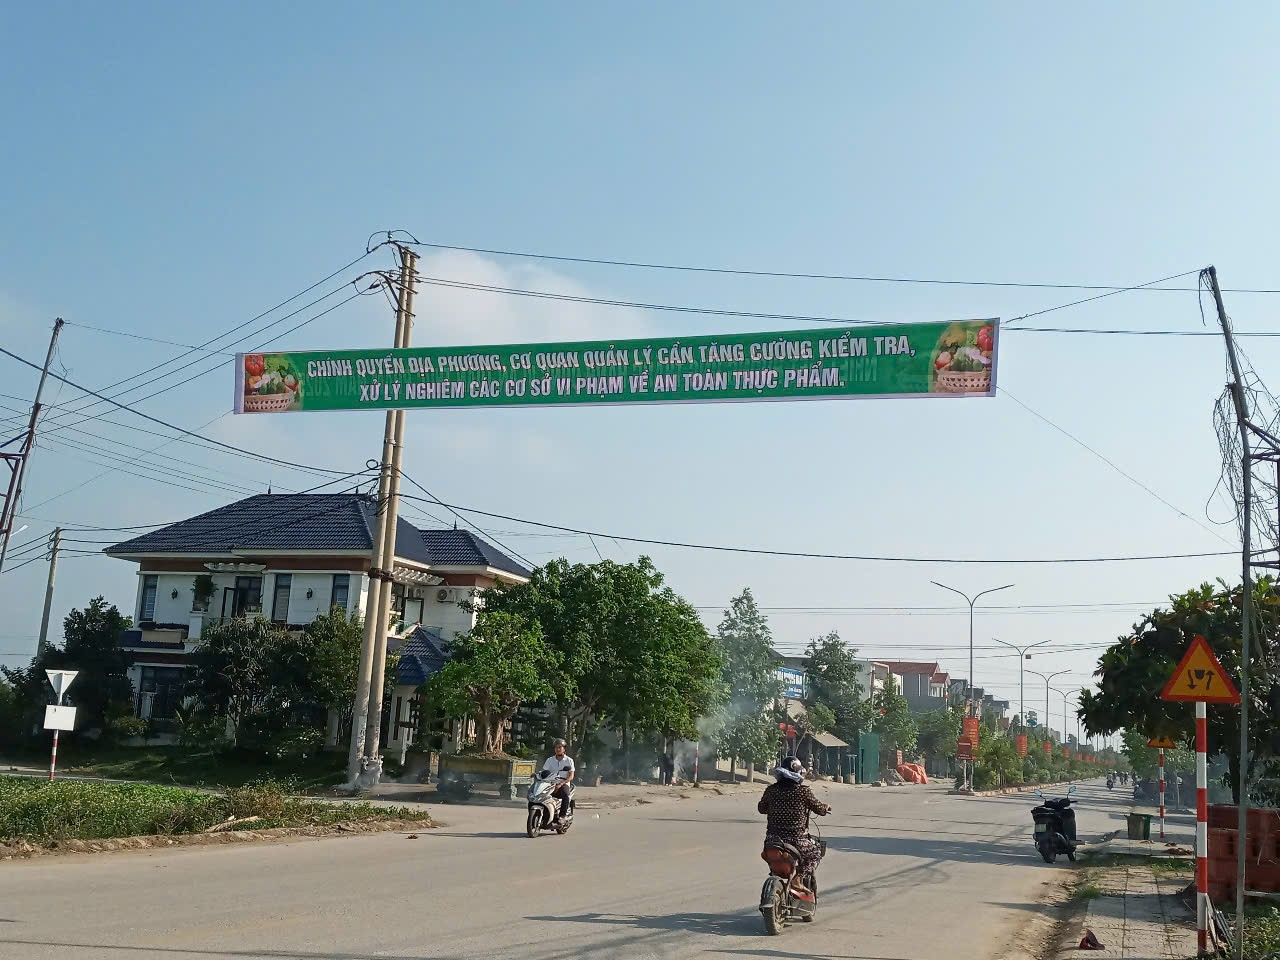 CHÍNH QUYỀN ĐỊA PHƯƠNG, CƠ QUAN QUẢN LÝ CẦN TĂNG CƯỜNG KIỂM TRA,
XỬ LÝ NGHIÊM CÁC CƠ SỞ VI PHẠM VỀ AN TOÀN THỰC PHẨM.